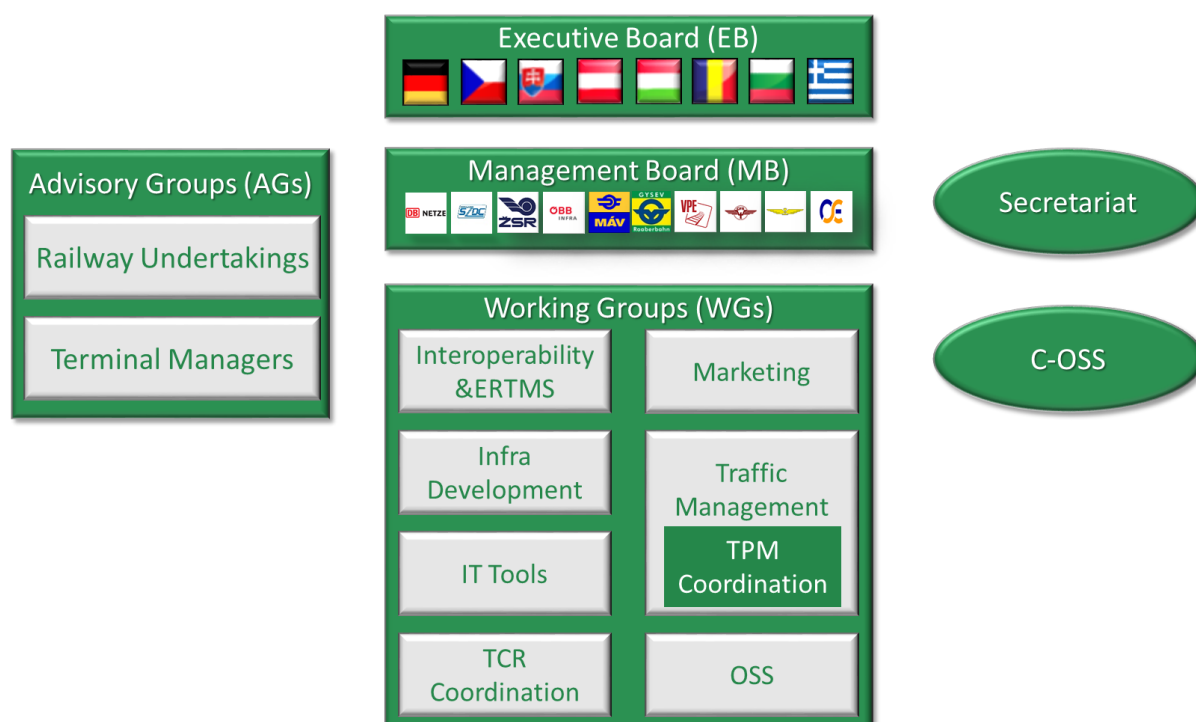 Executive Board (EB)
Advisory Groups (AGs)
Railway Undertakings
Terminal Managers
Management Board (MB)
DB NETZE
SŽDC
ŽSR
ÖBB
INFRA
MÁV
GYSEV
Raaberbahn
VPE
Secretariat
C-OSS
Working Groups (WGs)
Interoperability
&ERTMS
Marketing
Infra
Development
Traffic
Management
TPM
Coordination
IT Tools
TCR
Coordination
OSS